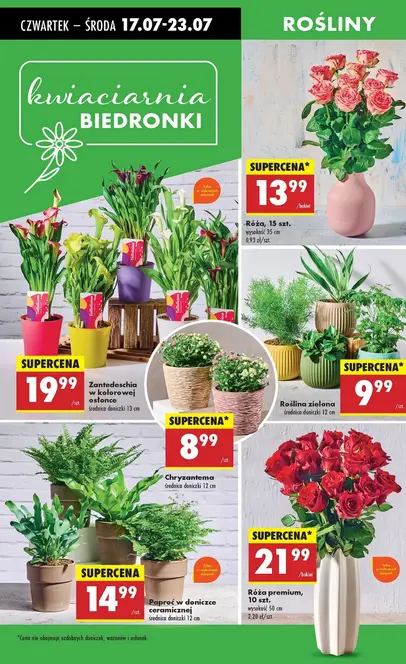 CZWARTEK – ŚRODA 17.07-23.07
ROŚLINY
kwiaciarnia
BIEDRONKI
SUPERCENA*
13 99
/bukiet
Róża, 15 szt.
wysokość 35 cm
0,93 zł/szt.
SUPERCENA
19 99
/szt.
Zantedeschia
w kolorowej
osłonce
średnica doniczki 13 cm
SUPERCENA*
8 99
/szt.
Chryzantema
średnica doniczki 12 cm
SUPERCENA*
9 99
/szt.
Roślina zielona
średnica doniczki 12 cm
SUPERCENA
14 99
/szt.
Paproć w doniczce
ceramicznej
średnica doniczki 12 cm
SUPERCENA*
21 99
/bukiet
Róża premium,
10 szt.
wysokość 50 cm
2,20 zł/szt.
*Cena nie obejmuje ozdobnych doniczek, wazonów i osłonek.